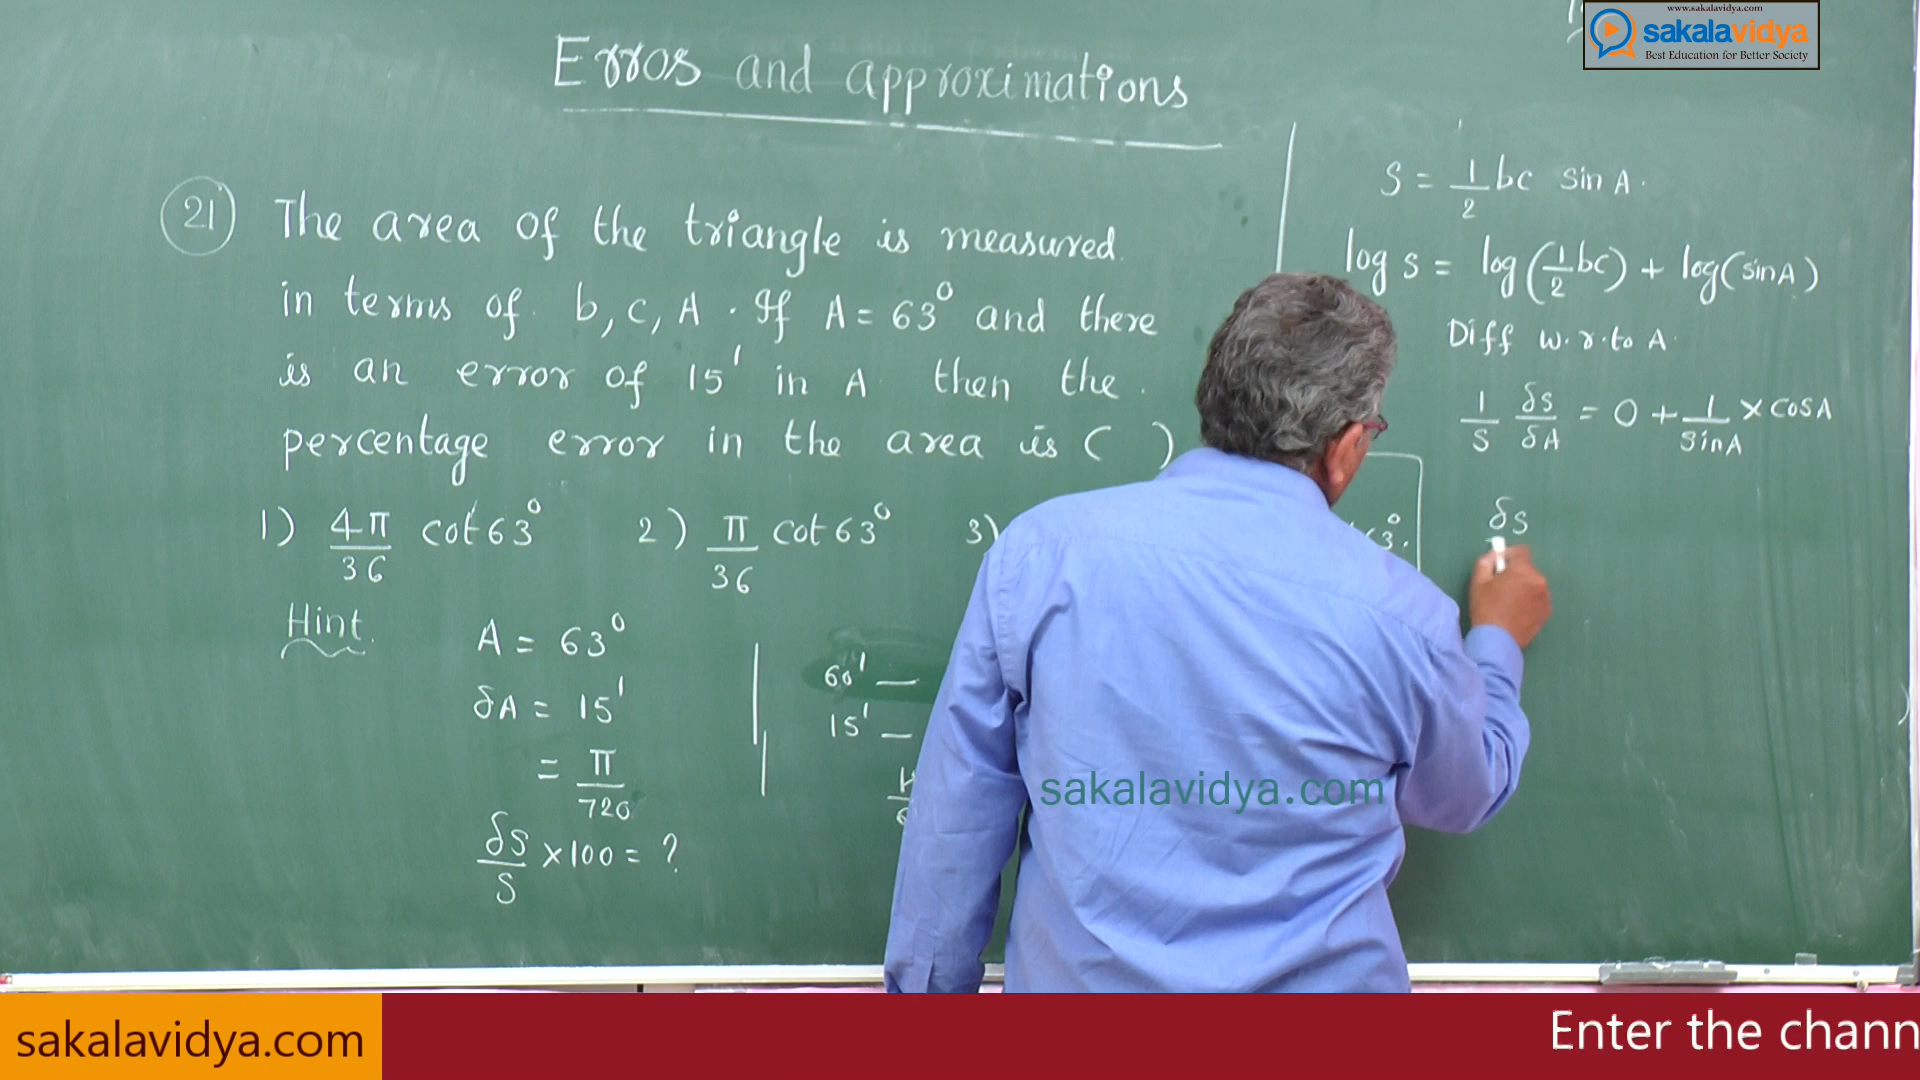 www.sakalavidya.com
sakalavidya
Best Education for Better Society
Erros and approximations
21 The area of the triangle is measured
in terms of b, c, A. If A = 63° and there
is an error of 15' in A then the
percentage error in the area is ( )
1) 4π/36 cot 63° 2) π/36 cot 63° 3)
Hint
A = 63°
δA = 15'
= π/720
δS/S × 100 = ?
60' —
15' —
S = 1/2 bc sin A.
log s = log(1/2 bc) + log(sin A)
Diff w.r.to A.
1/S δS/δA = 0 + 1/sinA × cosA
δS
sakalavidya.com
sakalavidya.com
Enter the chann